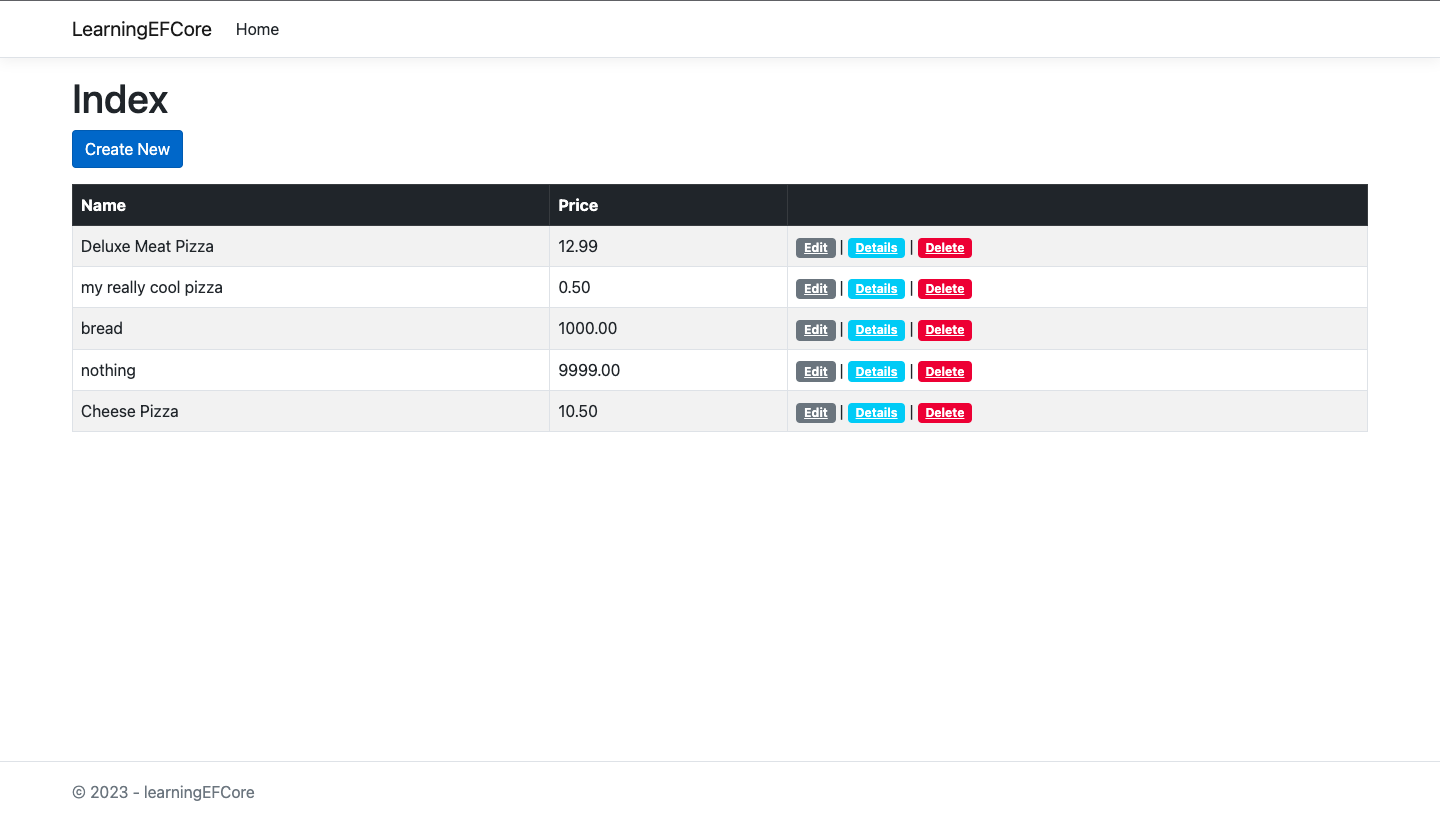 LearningEFCore Home
Index
Create New
Name Price
Deluxe Meat Pizza 12.99 Edit | Details | Delete
my really cool pizza 0.50 Edit | Details | Delete
bread 1000.00 Edit | Details | Delete
nothing 9999.00 Edit | Details | Delete
Cheese Pizza 10.50 Edit | Details | Delete
© 2023 - learningEFCore